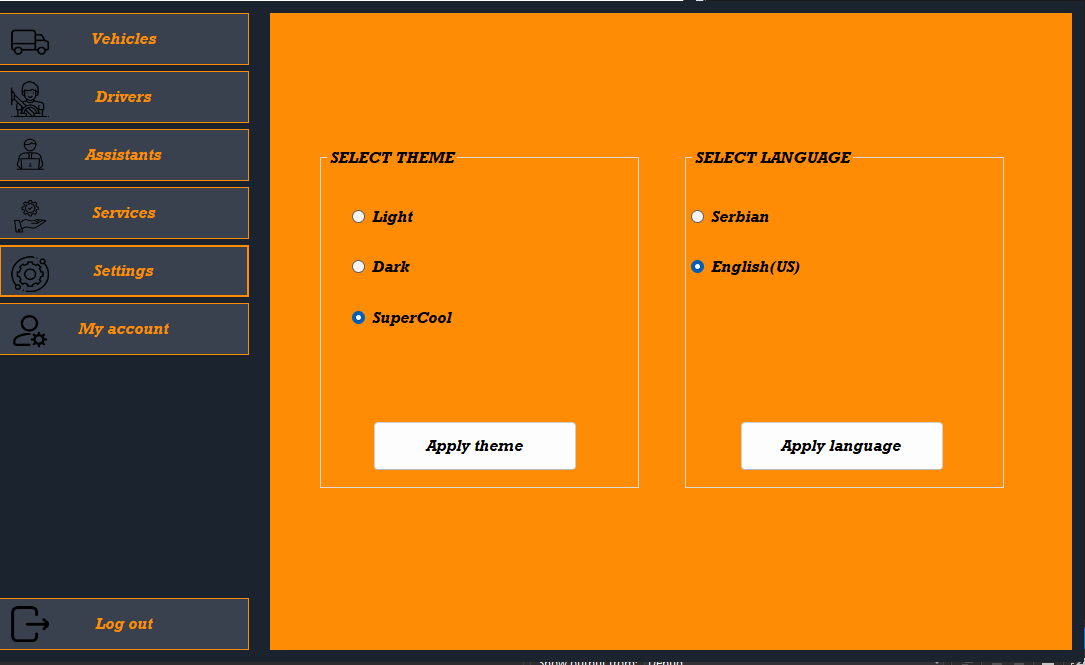 Vehicles
Drivers
Assistants
Services
Settings
My account
Log out
SELECT THEME
Light
Dark
SuperCool
Apply theme
SELECT LANGUAGE
Serbian
English(US)
Apply language